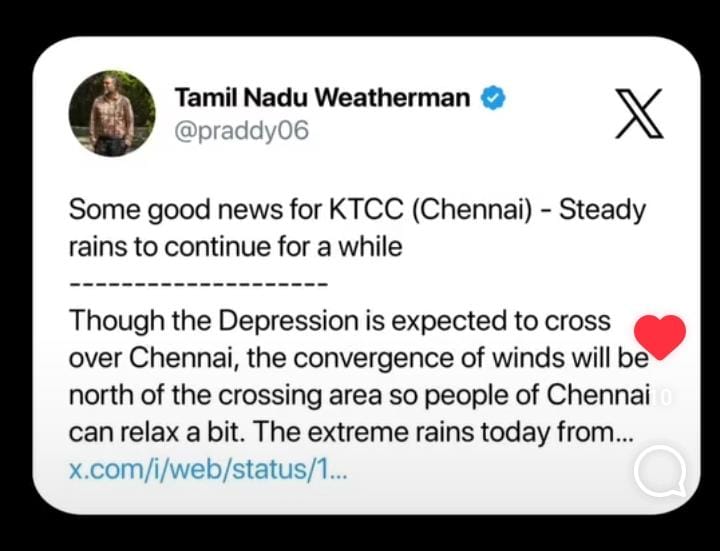 Tamil Nadu Weatherman
@praddy06
Some good news for KTCC (Chennai) - Steady
rains to continue for a while
--------------------
Though the Depression is expected to cross
over Chennai, the convergence of winds will be
north of the crossing area so people of Chennai
can relax a bit. The extreme rains today from...
x.com/i/web/status/1...